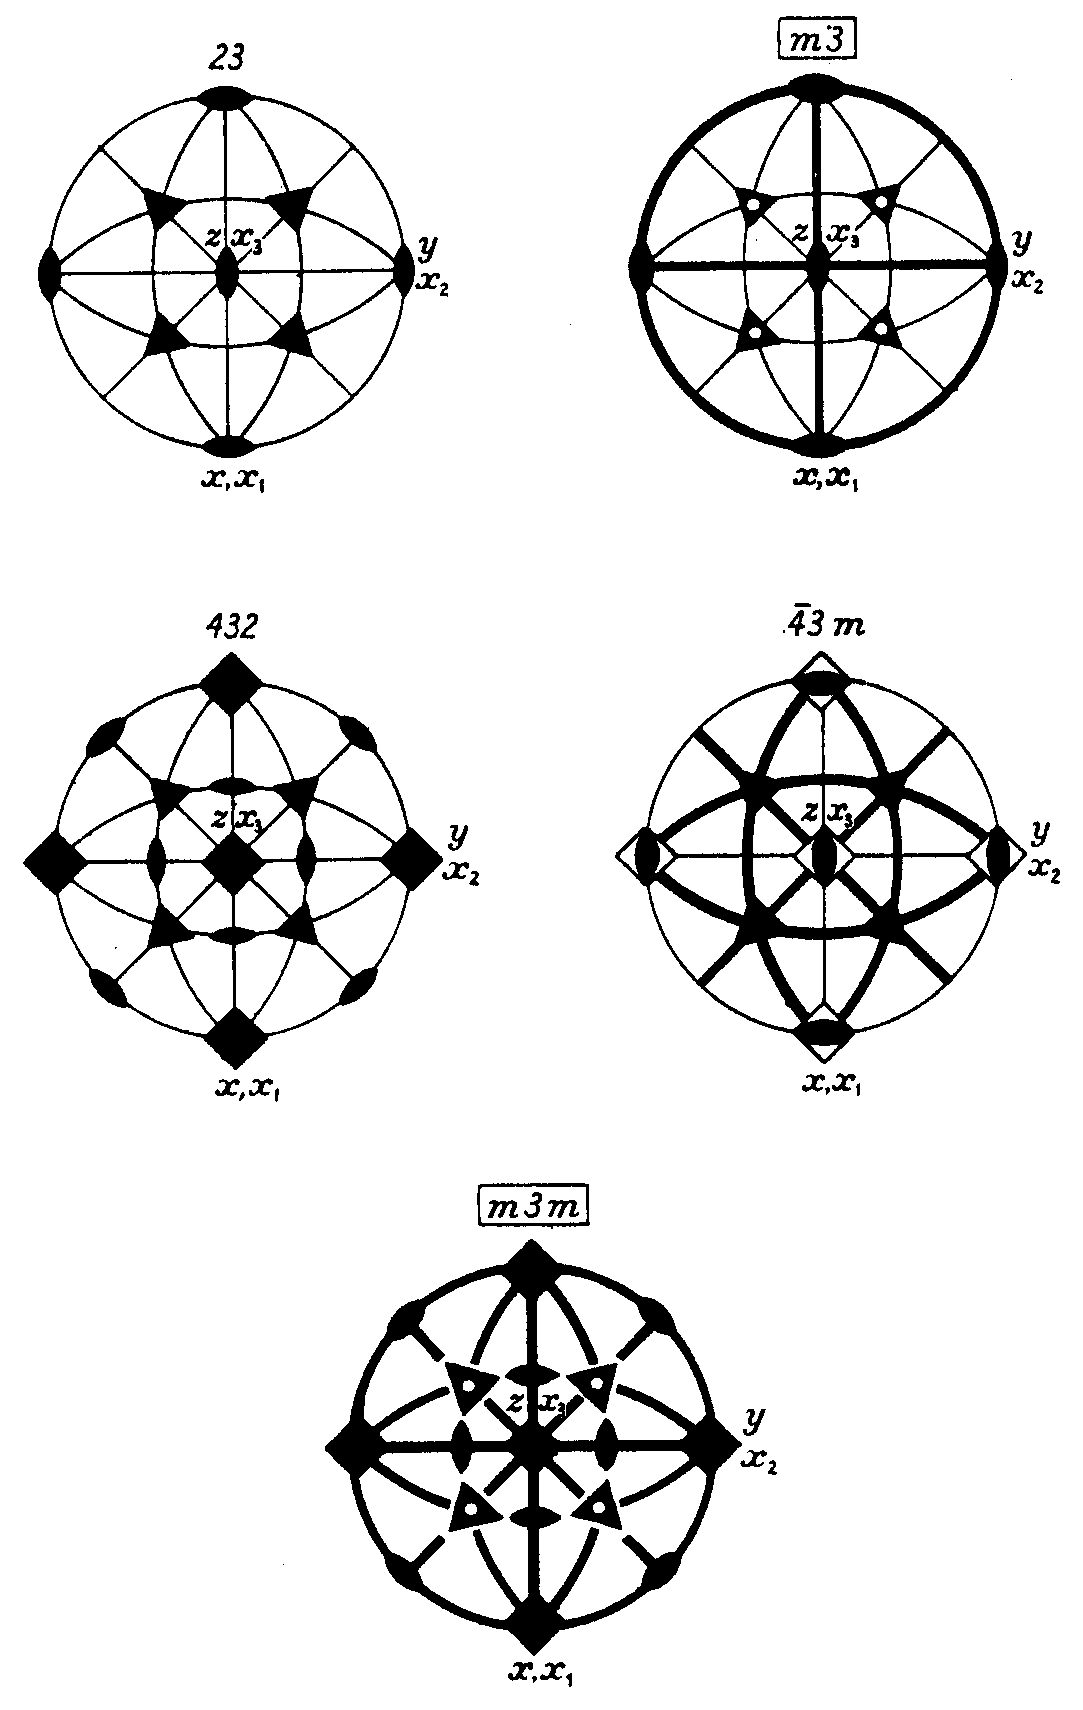 23
m3
z x₃
z x₃
y
x₂
y
x₂
x,x₁
x,x₁
432
4̅3m
z x₃
z x₃
y
x₂
y
x₂
x,x₁
x,x₁
m3m
z x₃
y
x₂
x,x₁